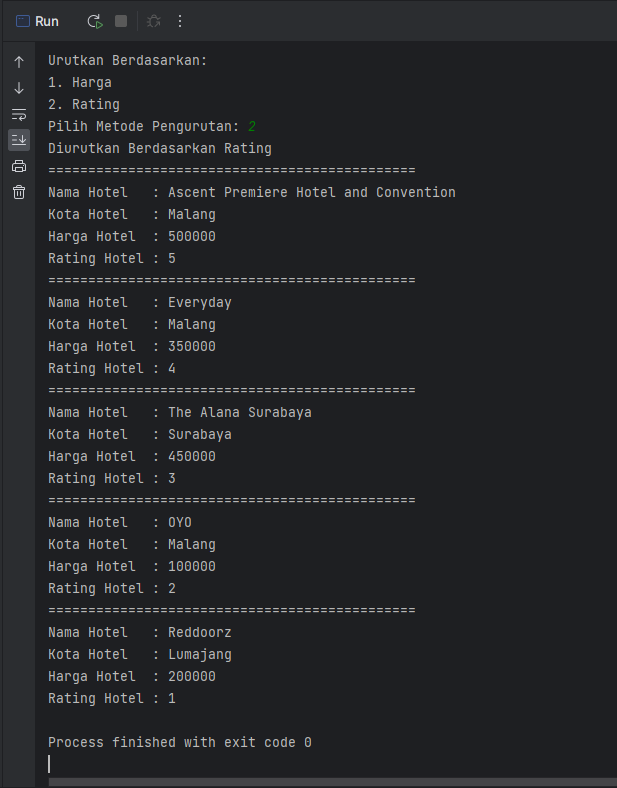 Run
Urutkan Berdasarkan:
1. Harga
2. Rating
Pilih Metode Pengurutan: 2
Diurutkan Berdasarkan Rating
==============================================
Nama Hotel   : Ascent Premiere Hotel and Convention
Kota Hotel   : Malang
Harga Hotel  : 500000
Rating Hotel : 5
==============================================
Nama Hotel   : Everyday
Kota Hotel   : Malang
Harga Hotel  : 350000
Rating Hotel : 4
==============================================
Nama Hotel   : The Alana Surabaya
Kota Hotel   : Surabaya
Harga Hotel  : 450000
Rating Hotel : 3
==============================================
Nama Hotel   : OYO
Kota Hotel   : Malang
Harga Hotel  : 100000
Rating Hotel : 2
==============================================
Nama Hotel   : Reddoorz
Kota Hotel   : Lumajang
Harga Hotel  : 200000
Rating Hotel : 1
Process finished with exit code 0